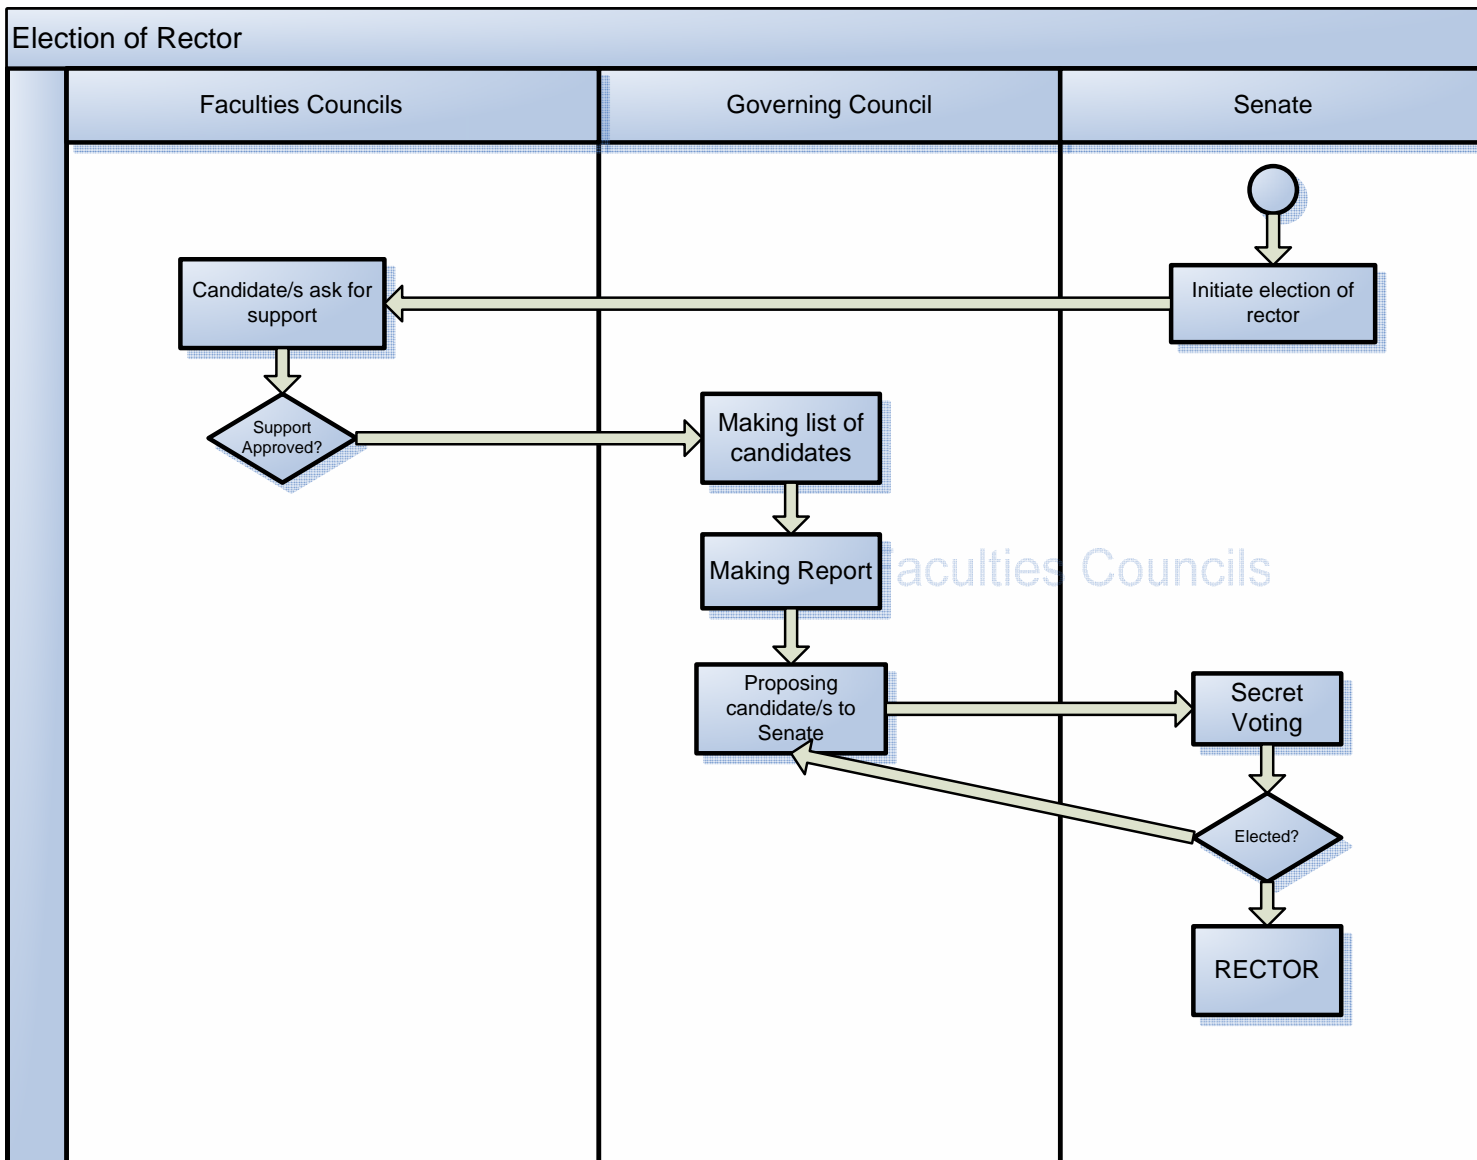 Election of Rector
Faculties Councils
Governing Council
Senate
Candidate/s ask for
support
Initiate election of
rector
Support
Approved?
Making list of
candidates
Making Report
aculties Councils
Proposing
candidate/s to
Senate
Secret
Voting
Elected?
RECTOR